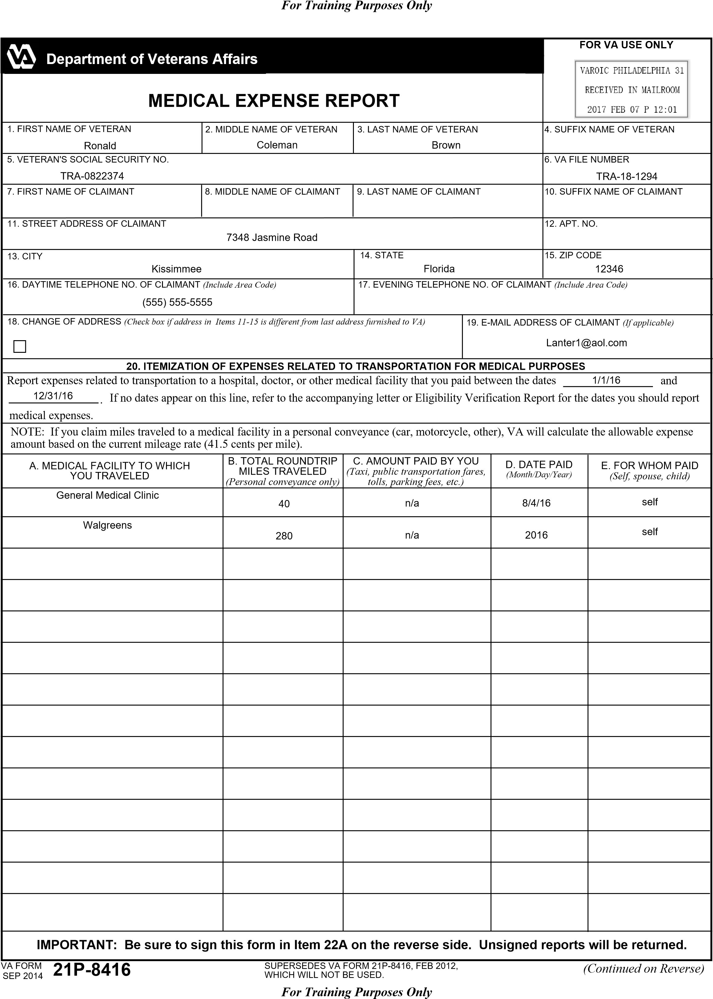 For Training Purposes Only
VA Department of Veterans Affairs
FOR VA USE ONLY
VAROIC PHILADELPHIA 31
RECEIVED IN MAILROOM
2017 FEB 07 P 12:01
MEDICAL EXPENSE REPORT
1. FIRST NAME OF VETERAN
Ronald
2. MIDDLE NAME OF VETERAN
Coleman
3. LAST NAME OF VETERAN
Brown
4. SUFFIX NAME OF VETERAN
5. VETERAN'S SOCIAL SECURITY NO.
TRA-0822374
6. VA FILE NUMBER
TRA-18-1294
7. FIRST NAME OF CLAIMANT
8. MIDDLE NAME OF CLAIMANT
9. LAST NAME OF CLAIMANT
10. SUFFIX NAME OF CLAIMANT
11. STREET ADDRESS OF CLAIMANT
7348 Jasmine Road
12. APT. NO.
13. CITY
Kissimmee
14. STATE
Florida
15. ZIP CODE
12346
16. DAYTIME TELEPHONE NO. OF CLAIMANT (Include Area Code)
(555) 555-5555
17. EVENING TELEPHONE NO. OF CLAIMANT (Include Area Code)
18. CHANGE OF ADDRESS (Check box if address in Items 11-15 is different from last address furnished to VA)
19. E-MAIL ADDRESS OF CLAIMANT (If applicable)
Lanter1@aol.com
20. ITEMIZATION OF EXPENSES RELATED TO TRANSPORTATION FOR MEDICAL PURPOSES
Report expenses related to transportation to a hospital, doctor, or other medical facility that you paid between the dates 1/1/16 and
12/31/16. If no dates appear on this line, refer to the accompanying letter or Eligibility Verification Report for the dates you should report
medical expenses.
NOTE: If you claim miles traveled to a medical facility in a personal conveyance (car, motorcycle, other), VA will calculate the allowable expense
amount based on the current mileage rate (41.5 cents per mile).
A. MEDICAL FACILITY TO WHICH
YOU TRAVELED
B. TOTAL ROUNDTRIP
MILES TRAVELED
(Personal conveyance only)
C. AMOUNT PAID BY YOU
(Taxi, public transportation fares,
tolls, parking fees, etc.)
D. DATE PAID
(Month/Day/Year)
E. FOR WHOM PAID
(Self, spouse, child)
General Medical Clinic 40 n/a 8/4/16 self
Walgreens 280 n/a 2016 self
IMPORTANT: Be sure to sign this form in Item 22A on the reverse side. Unsigned reports will be returned.
VA FORM
SEP 2014
21P-8416
SUPERSEDES VA FORM 21P-8416, FEB 2012,
WHICH WILL NOT BE USED.
(Continued on Reverse)
For Training Purposes Only